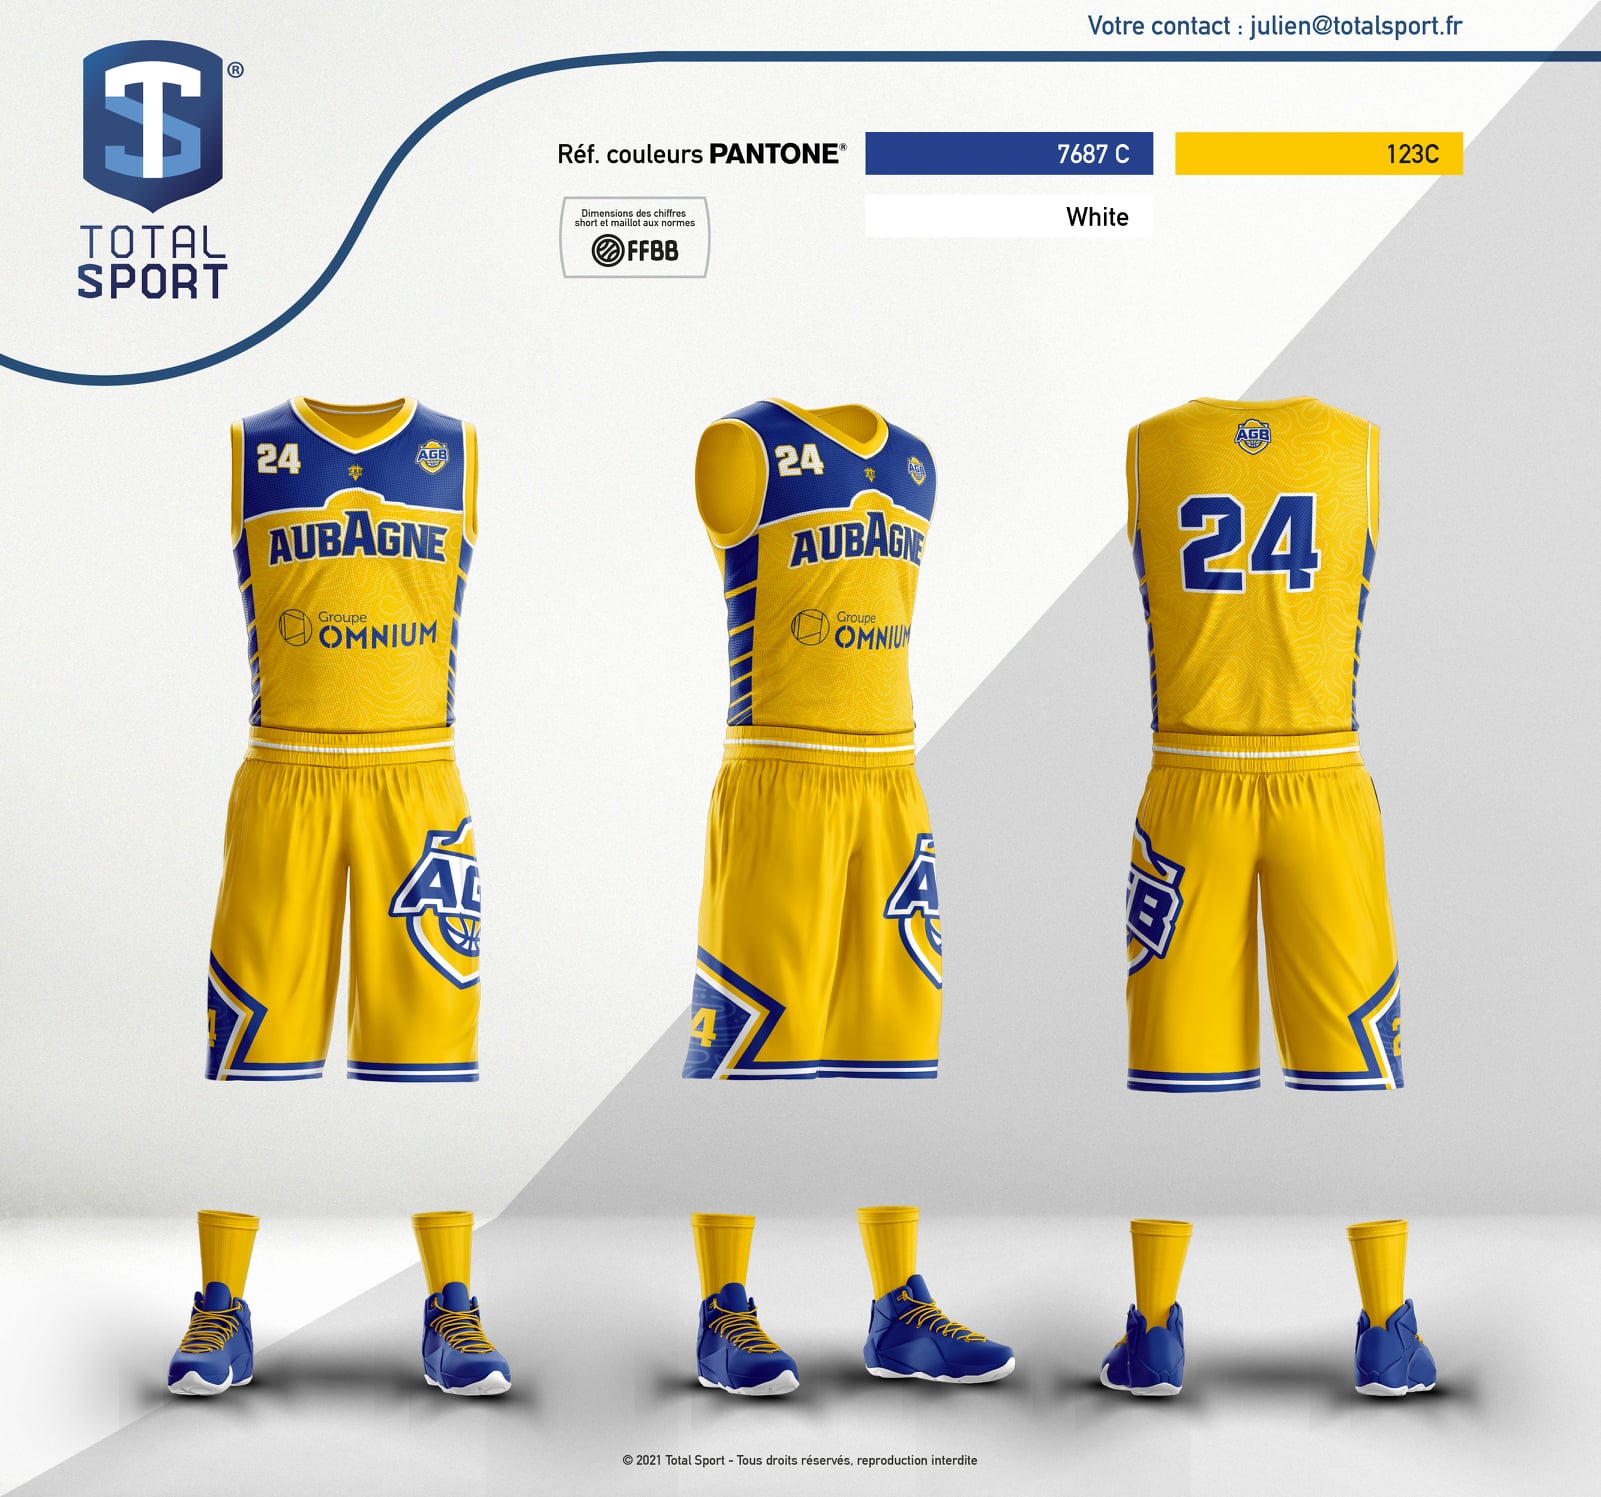 Votre contact : julien@totalsport.fr
TS®
TOTAL
SPORT
Réf. couleurs PANTONE®
7687 C
123C
White
Dimensions des chiffres
short et maillot aux normes
FFBB
24
AGB
AUBAGNE
Groupe
OMNIUM
24
AGB
AUBAGNE
Groupe
OMNIUM
AGB
24
AG
4
A
4
B
2
© 2021 Total Sport - Tous droits réservés, reproduction interdite